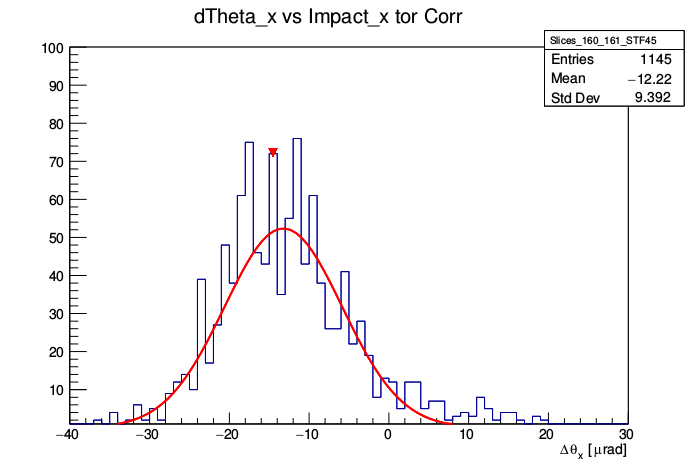 dTheta_x vs Impact_x tor Corr
Slices_160_161_STF45
Entries 1145
Mean −12.22
Std Dev 9.392
100
90
80
70
60
50
40
30
20
10
−40 −30 −20 −10 0 10 20 30
Δθx [μrad]